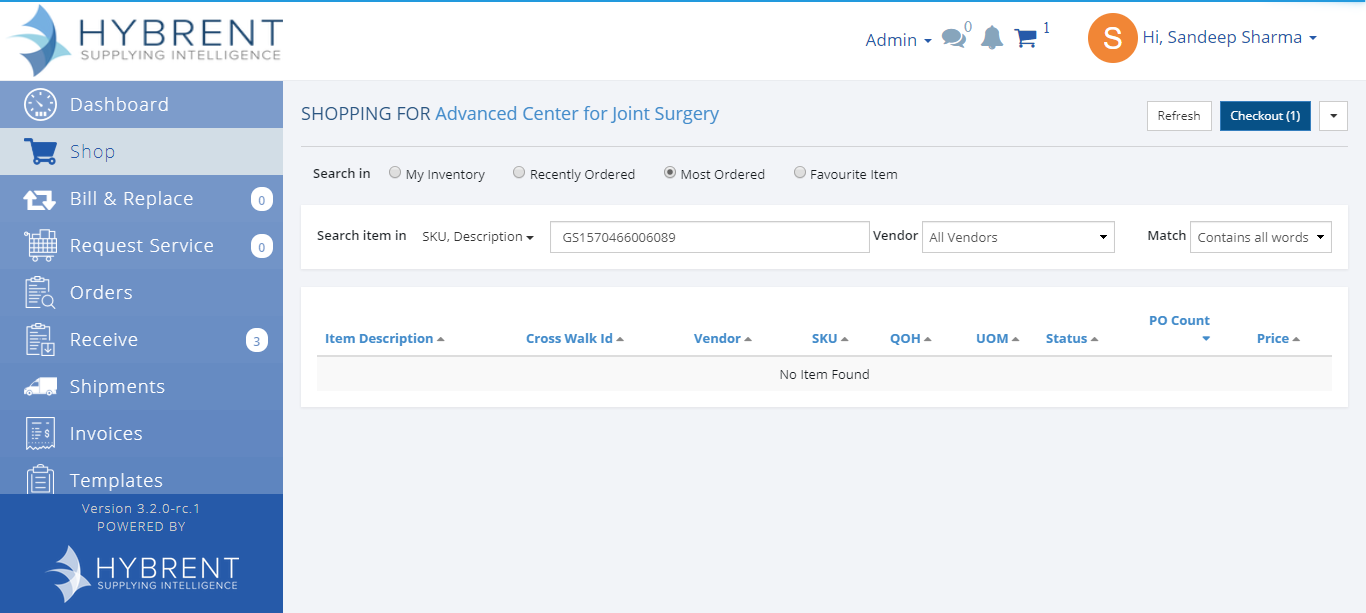 HYBRENT
SUPPLYING INTELLIGENCE
Admin 0 1 S Hi, Sandeep Sharma
Dashboard
Shop
Bill & Replace 0
Request Service 0
Orders
Receive 3
Shipments
Invoices
Templates
Version 3.2.0-rc.1
POWERED BY
HYBRENT
SUPPLYING INTELLIGENCE
SHOPPING FOR Advanced Center for Joint Surgery Refresh Checkout (1)
Search in My Inventory Recently Ordered Most Ordered Favourite Item
Search item in SKU, Description GS1570466006089 Vendor All Vendors Match Contains all words
Item Description Cross Walk Id Vendor SKU QOH UOM Status PO Count Price
No Item Found